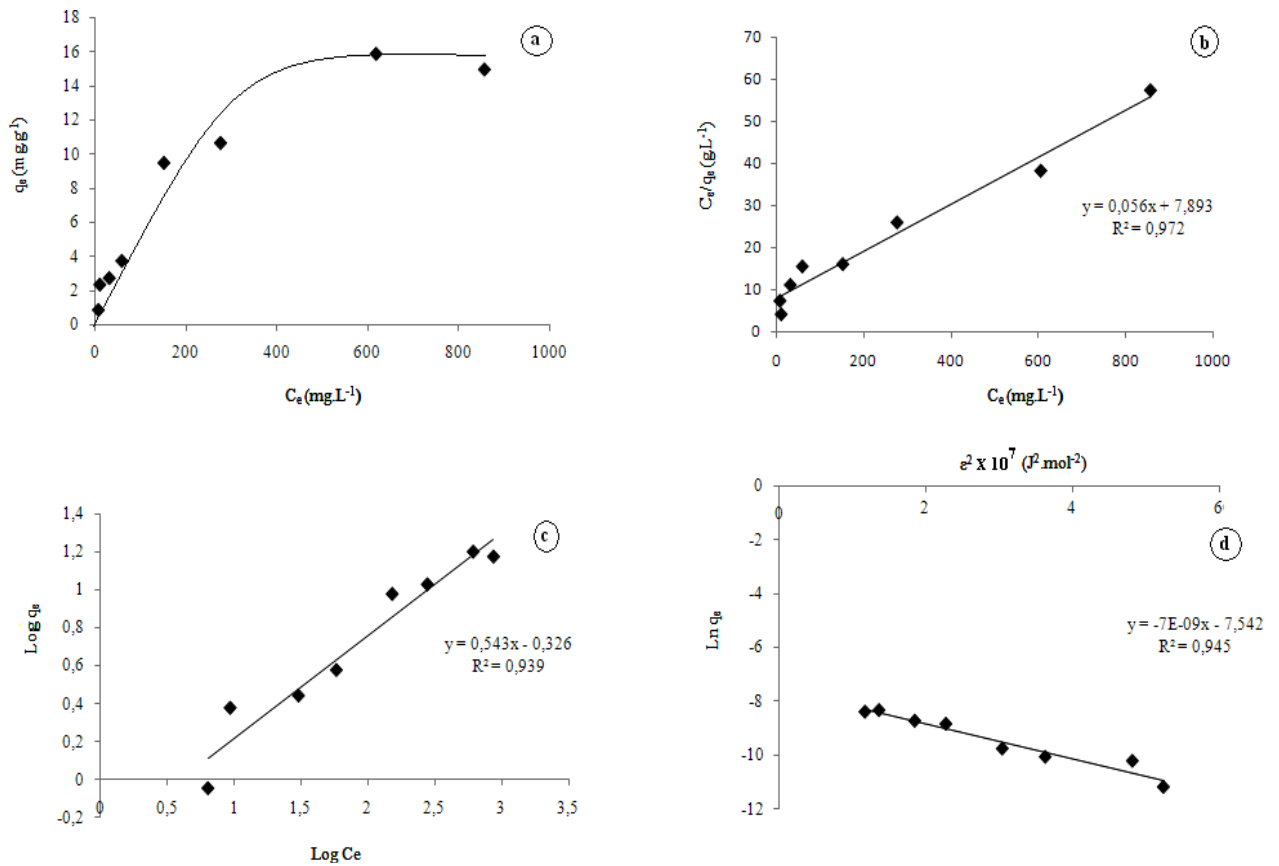 a
18
16
14
12
10
8
6
4
2
0
qe (mg.g-1)
0 200 400 600 800 1000
Ce (mg.L-1)
b
70
60
50
40
30
20
10
0
Ce/qe (g.L-1)
y = 0,056x + 7,893
R² = 0,972
0 200 400 600 800 1000
Ce (mg.L-1)
c
1,4
1,2
1
0,8
0,6
0,4
0,2
0
-0,2
Log qe
y = 0,543x - 0,326
R² = 0,939
0 0,5 1 1,5 2 2,5 3 3,5
Log Ce
ε² X 10⁷ (J².mol-2)
0
-2
-4
-6
-8
-10
-12
0 2 4 6
d
Ln qe
y = -7E-09x - 7,542
R² = 0,945